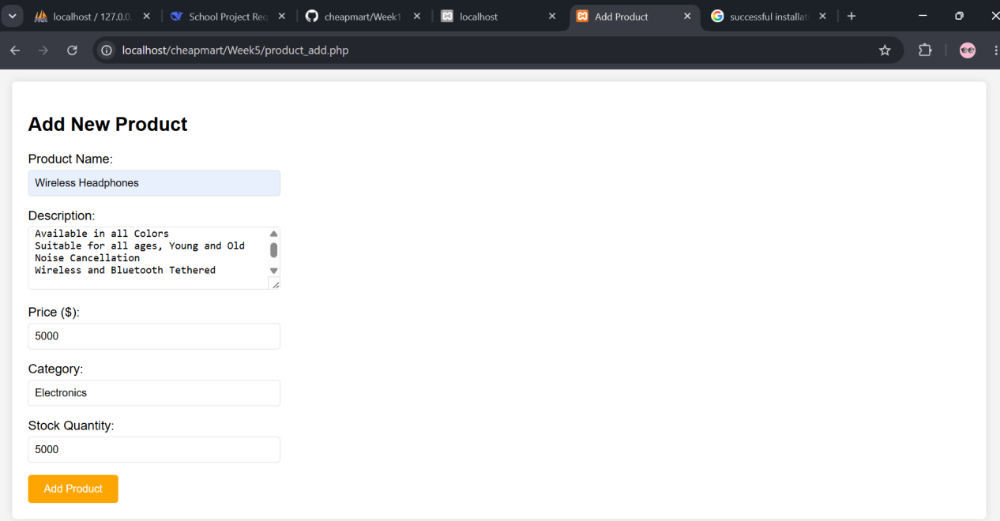 localhost / 127.0.0.
School Project Req
cheapmart/Week1
localhost
Add Product
successful installat
localhost/cheapmart/Week5/product_add.php
Add New Product
Product Name:
Wireless Headphones
Description:
Available in all Colors
Suitable for all ages, Young and Old
Noise Cancellation
Wireless and Bluetooth Tethered
Price ($):
5000
Category:
Electronics
Stock Quantity:
5000
Add Product